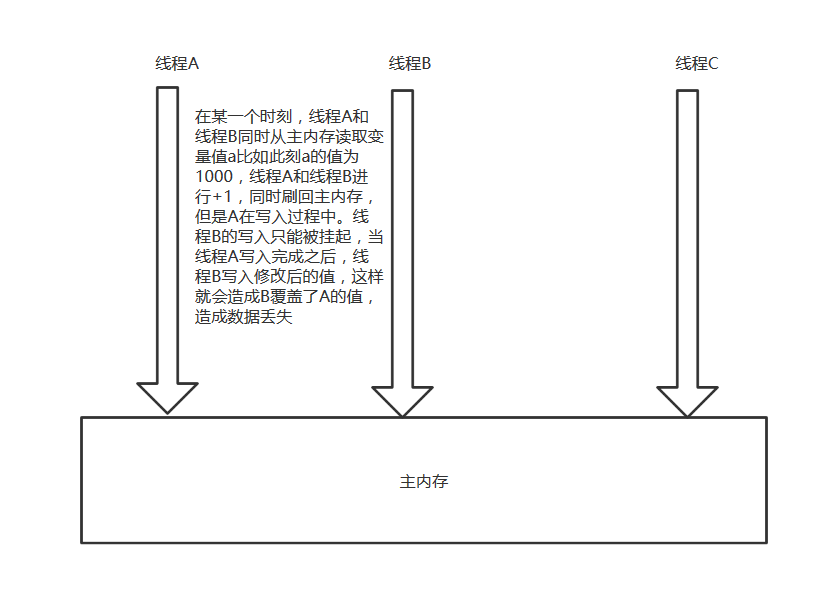 线程A
线程B
线程C
在某一个时刻，线程A和
线程B同时从主内存读取变
量值a比如此刻a的值为
1000，线程A和线程B进
行+1，同时刷回主内存，
但是A在写入过程中。线
程B的写入只能被挂起，当
线程A写入完成之后，线
程B写入修改后的值，这样
就会造成B覆盖了A的值，
造成数据丢失
主内存